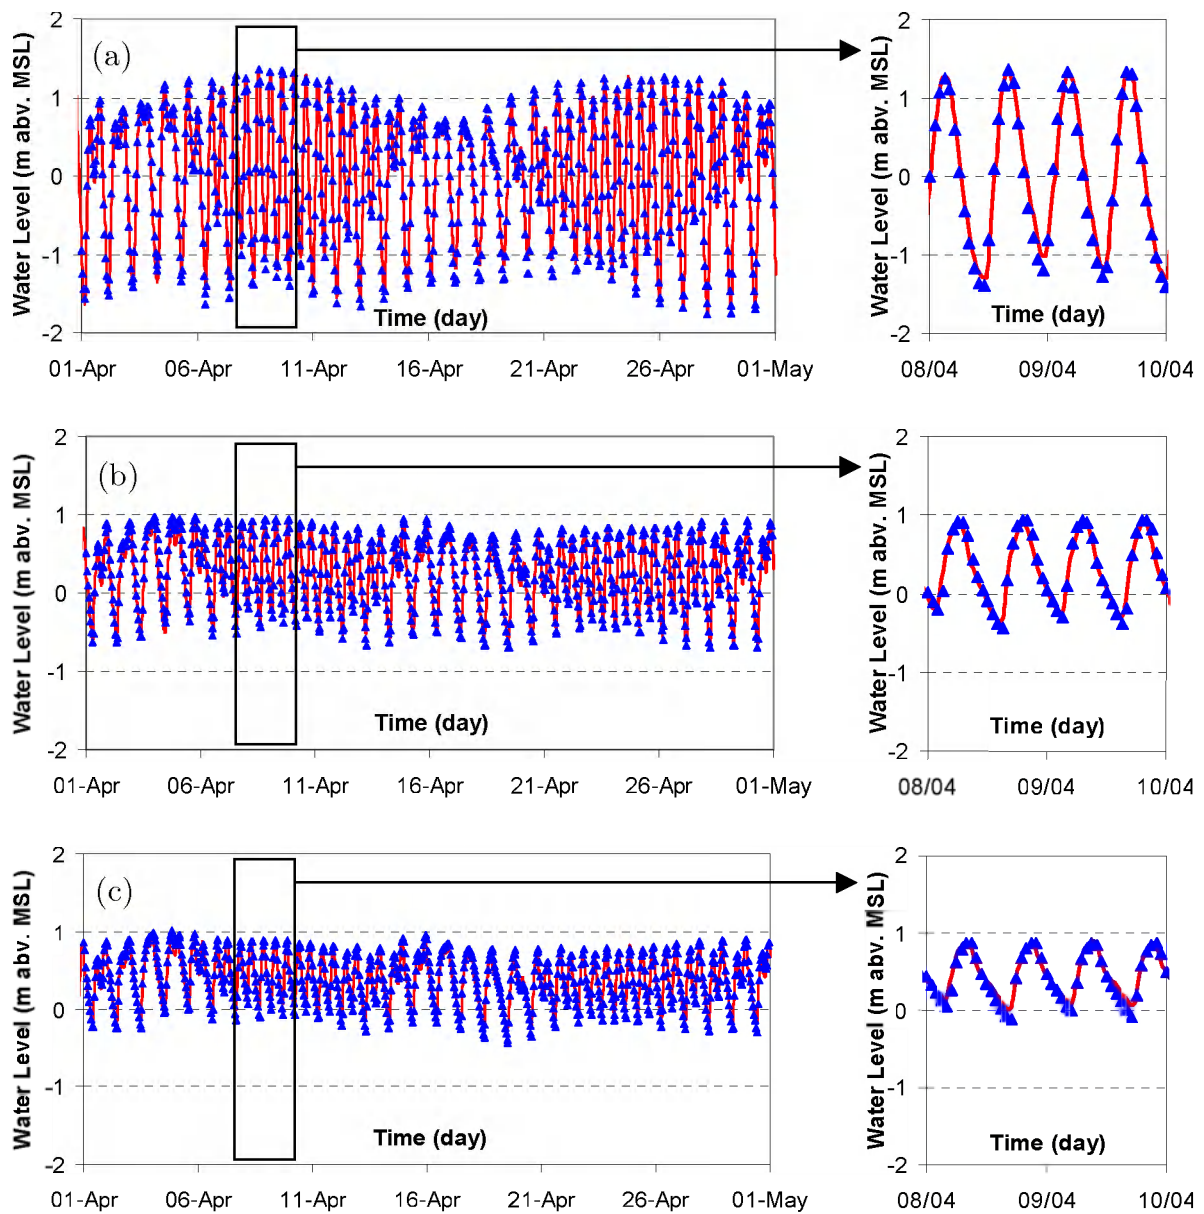 Water Level (m abv. MSL)
2
1
0
-1
-2
(a)
Time (day)
01-Apr 06-Apr 11-Apr 16-Apr 21-Apr 26-Apr 01-May
Water Level (m abv. MSL)
2
1
0
-1
-2
Time (day)
08/04 09/04 10/04
Water Level (m abv. MSL)
2
1
0
-1
-2
(b)
Time (day)
01-Apr 06-Apr 11-Apr 16-Apr 21-Apr 26-Apr 01-May
Water Level (m abv. MSL)
2
1
0
-1
-2
Time (day)
08/04 09/04 10/04
Water Level (m abv. MSL)
2
1
0
-1
-2
(c)
Time (day)
01-Apr 06-Apr 11-Apr 16-Apr 21-Apr 26-Apr 01-May
Water Level (m abv. MSL)
2
1
0
-1
-2
Time (day)
08/04 09/04 10/04